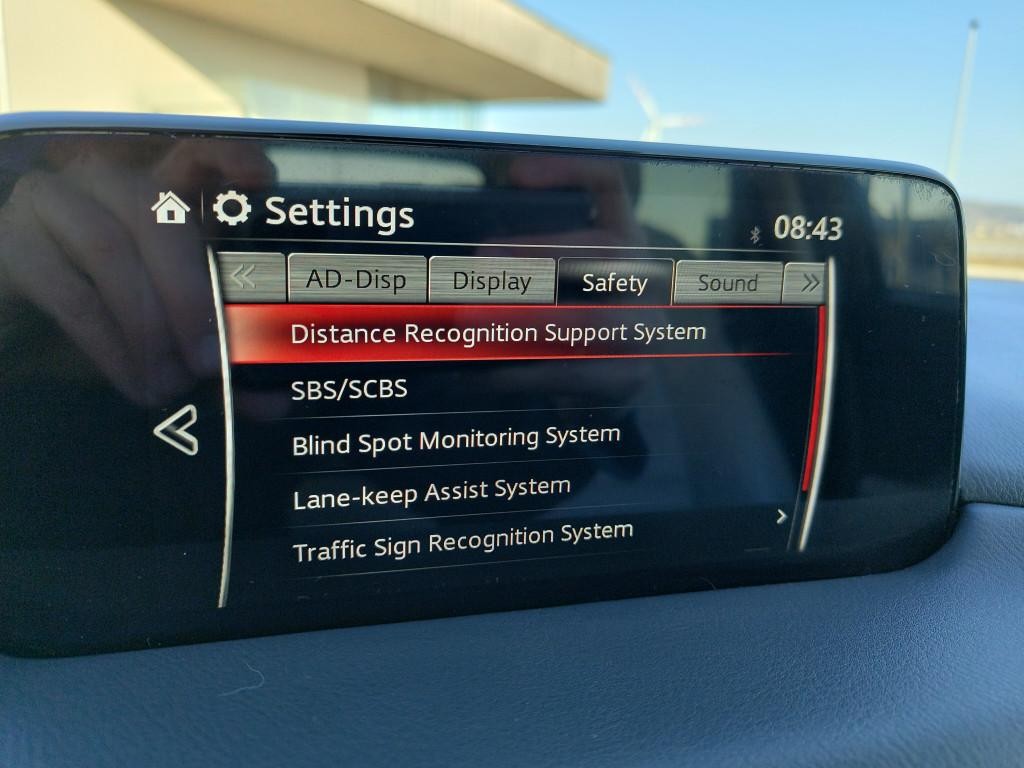 Settings
08:43
AD-Disp
Display
Safety
Sound
Distance Recognition Support System
SBS/SCBS
Blind Spot Monitoring System
Lane-keep Assist System
Traffic Sign Recognition System